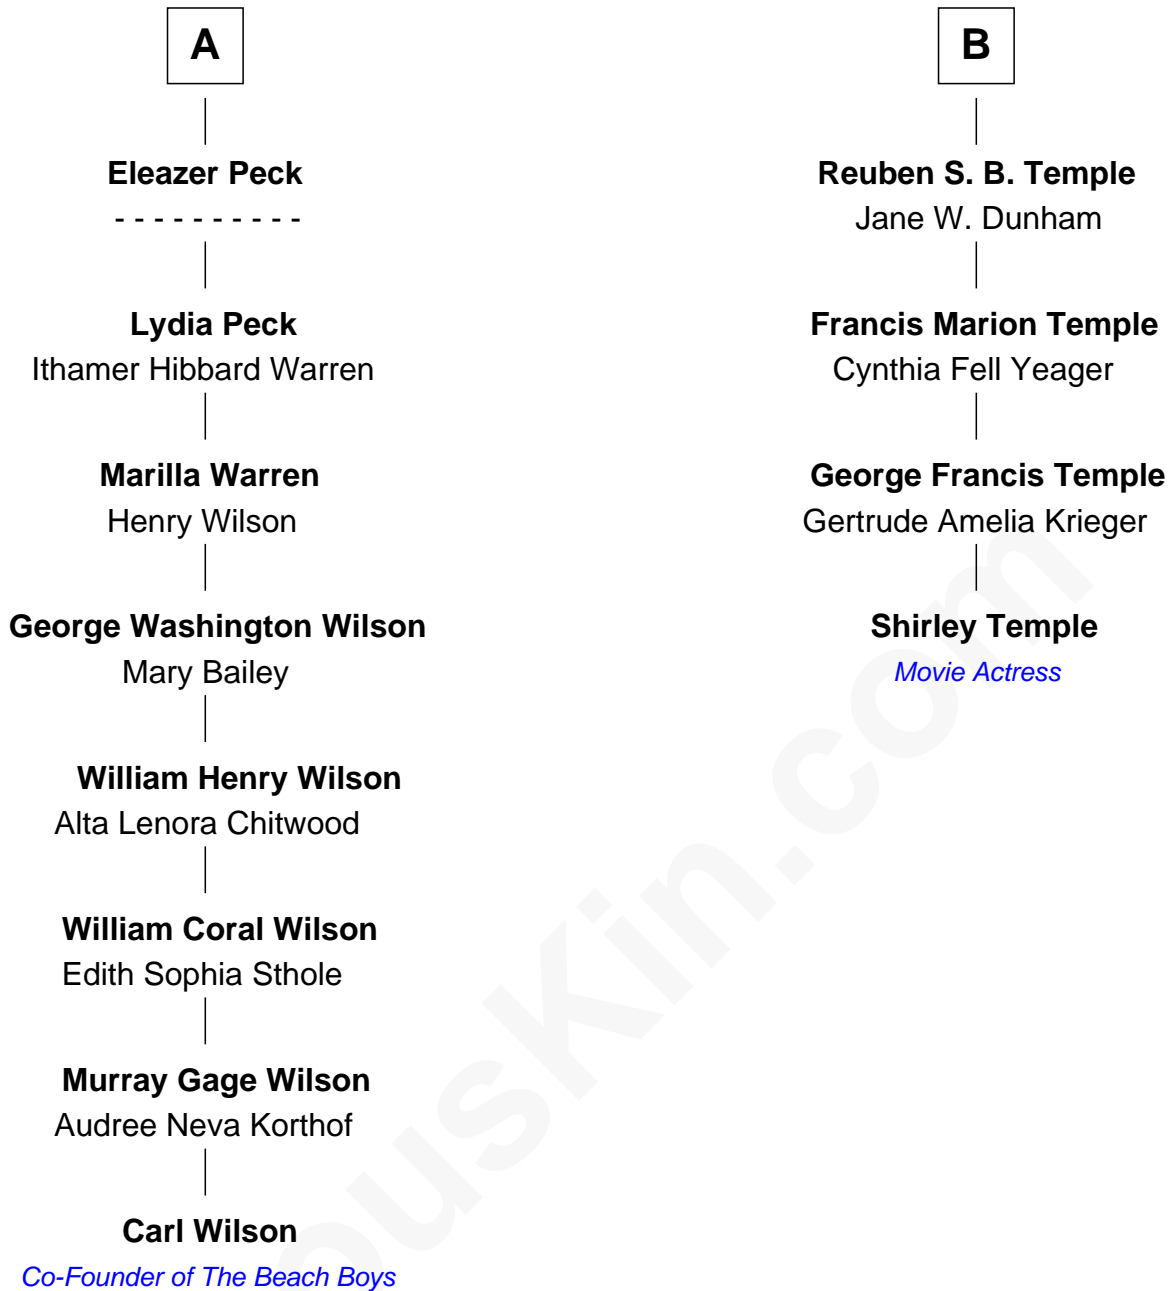 A
Eleazer Peck
- - - - - - - - - -
Lydia Peck
Ithamer Hibbard Warren
Marilla Warren
Henry Wilson
George Washington Wilson
Mary Bailey
William Henry Wilson
Alta Lenora Chitwood
William Coral Wilson
Edith Sophia Sthole
Murray Gage Wilson
Audree Neva Korthof
Carl Wilson
Co-Founder of The Beach Boys
B
Reuben S. B. Temple
Jane W. Dunham
Francis Marion Temple
Cynthia Fell Yeager
George Francis Temple
Gertrude Amelia Krieger
Shirley Temple
Movie Actress
ousKin.com